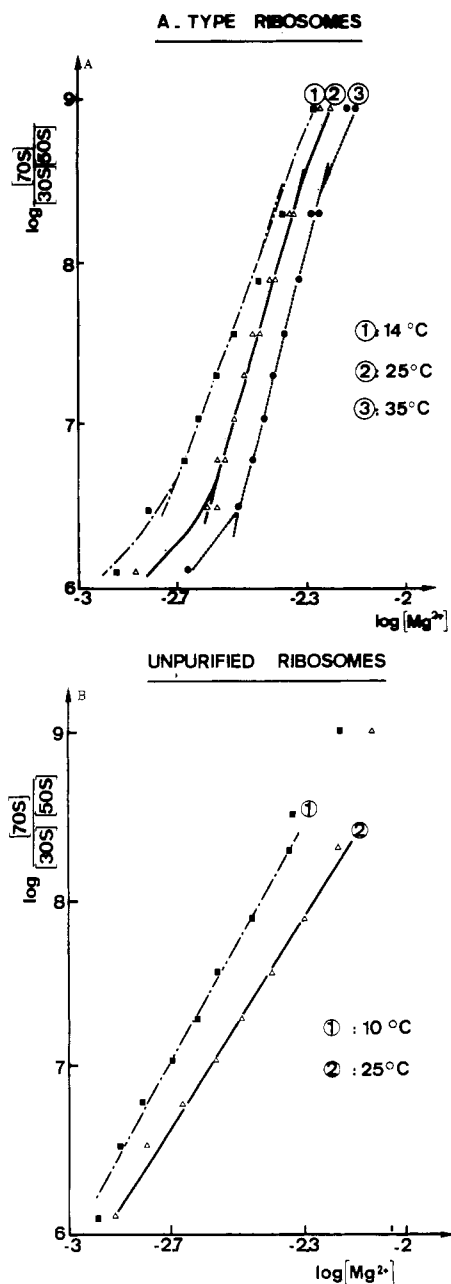 A. TYPE RIBOSOMES
A
log [70S] / [30S][50S]
9
8
7
6
① ② ③
①: 14 °C
②: 25°C
③: 35°C
-3 -2.7 -2.3 -2
log [Mg2+]
UNPURIFIED RIBOSOMES
B
log [70S] / [30S] [50S]
9
8
7
6
①
②
① : 10 °C
② : 25°C
-3 -2.7 -2.3 -2
log [Mg2+]